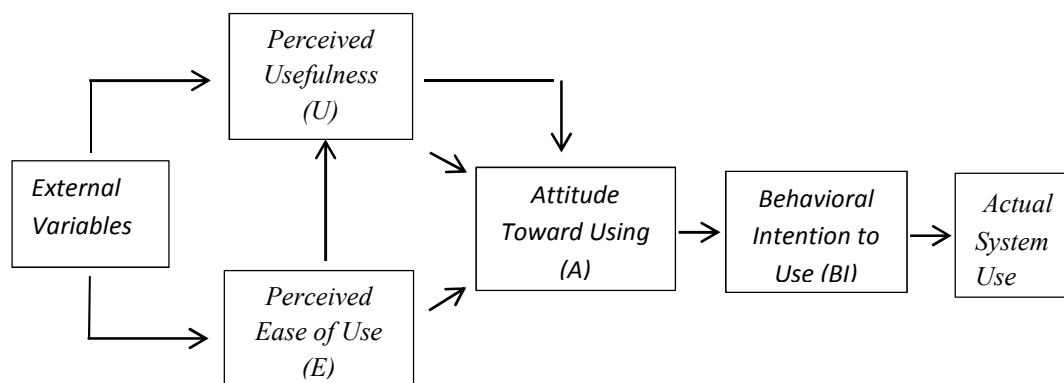 Perceived
Usefulness
(U)
External
Variables
Attitude
Toward Using
(A)
Behavioral
Intention to
Use (BI)
Actual
System
Use
Perceived
Ease of Use
(E)